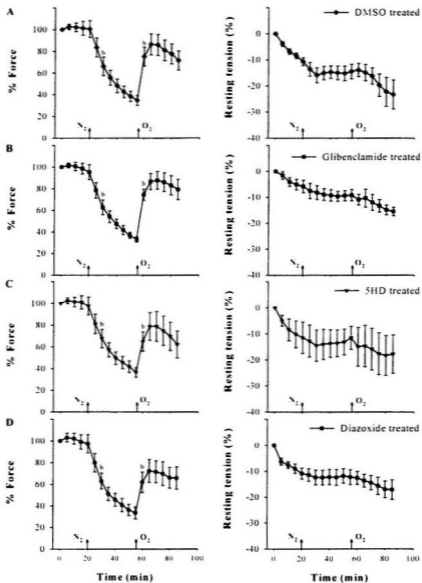 A
DMSO treated
% Force
Resting tension (%)
120
100
80
60
40
20
0
0
-10
-20
-30
-40
N2
O2
N2
O2
B
Glibenclamide treated
% Force
Resting tension (%)
120
100
80
60
40
20
0
0
-10
-20
-30
-40
N2
O2
N2
O2
C
5HD treated
% Force
Resting tension (%)
120
100
80
60
40
20
0
0
-10
-20
-30
-40
N2
O2
N2
O2
D
Diazoxide treated
% Force
Resting tension (%)
120
100
80
60
40
20
0
0
-10
-20
-30
-40
N2
O2
N2
O2
0 20 40 60 80 100
0 20 40 60 80 100
Time (min)
Time (min)